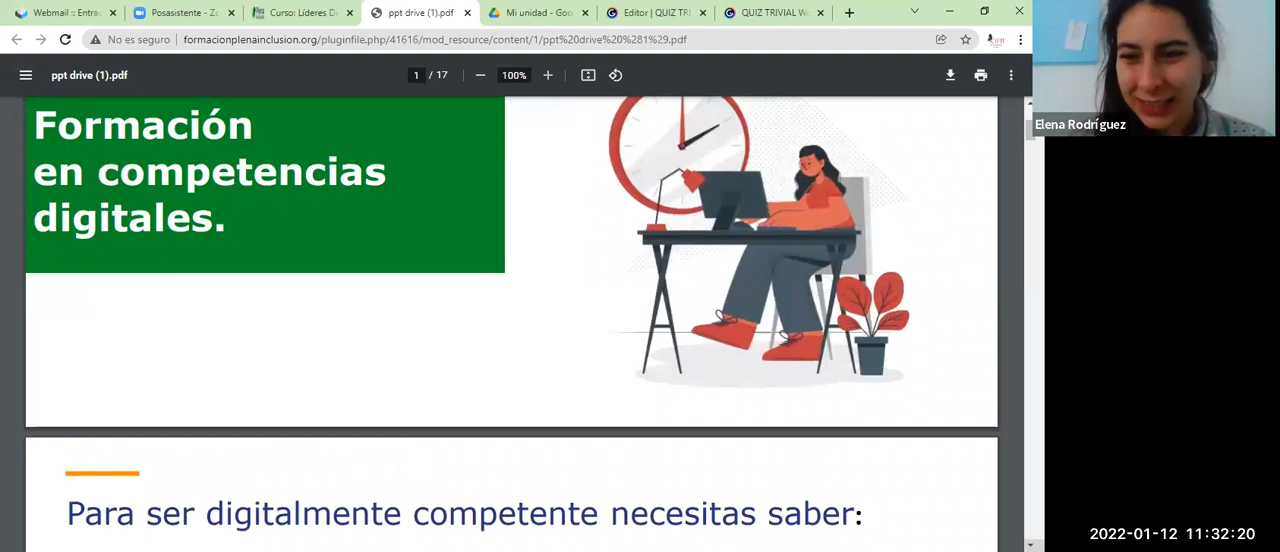 Webmail :: Entra
Posasistente - Zo
Curso: Líderes Di
ppt drive (1).pdf
Mi unidad - Goo
Editor | QUIZ TRI
QUIZ TRIVIAL W
No es seguro | formacionplenainclusion.org/pluginfile.php/41616/mod_resource/content/1/ppt%20drive%20%281%29.pdf
ppt drive (1).pdf
1 / 17
100%
Elena Rodríguez
Formación
en competencias
digitales.
Para ser digitalmente competente necesitas saber:
2022-01-12 11:32:20